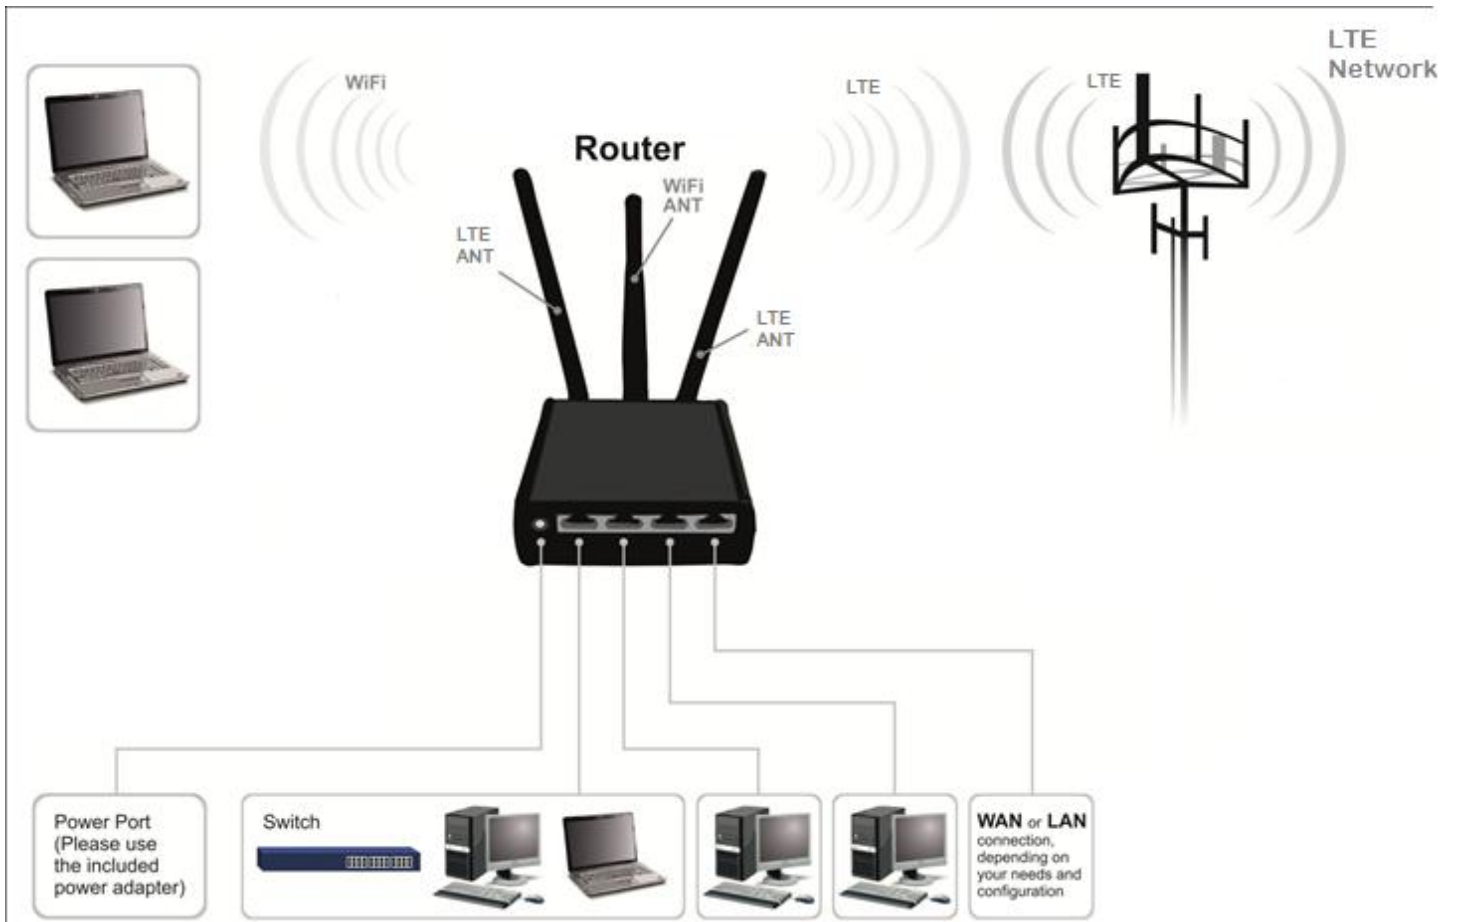 LTE
Network
WiFi
LTE
LTE
Router
WiFi
ANT
LTE
ANT
LTE
ANT
Power Port
(Please use
the included
power adapter)
Switch
WAN or LAN
connection,
depending on
your needs and
configuration